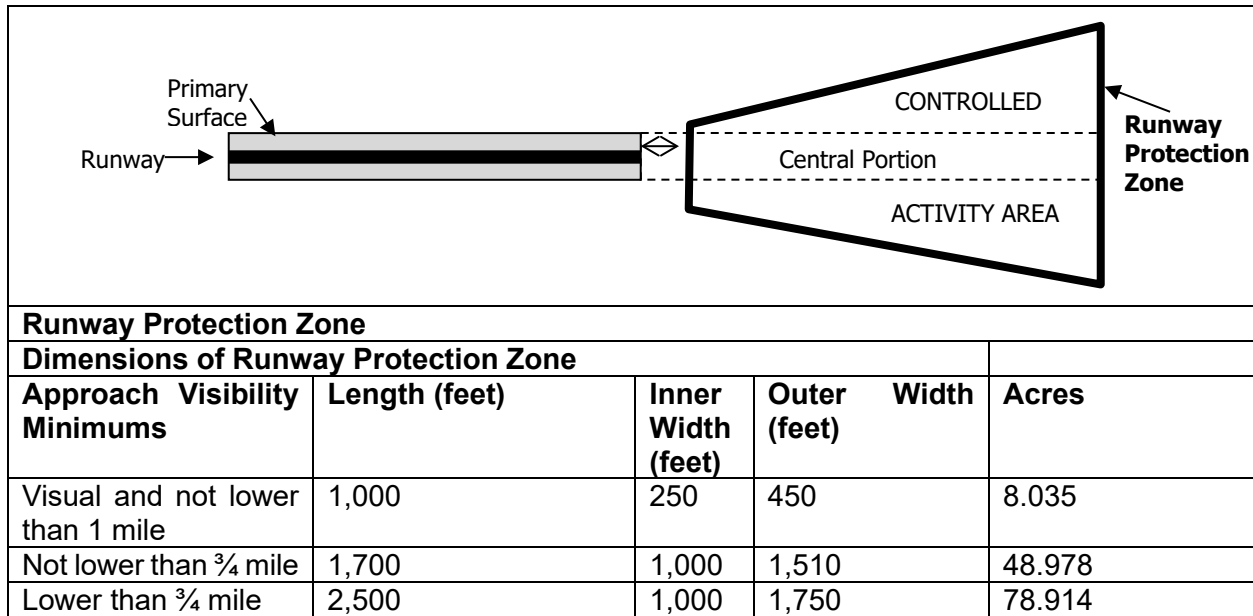 Primary
Surface
Runway
CONTROLLED
Central Portion
ACTIVITY AREA
Runway
Protection
Zone
Runway Protection Zone
Dimensions of Runway Protection Zone
Approach Visibility Minimums Length (feet) Inner Width (feet) Outer Width (feet) Acres
Visual and not lower than 1 mile 1,000 250 450 8.035
Not lower than ¾ mile 1,700 1,000 1,510 48.978
Lower than ¾ mile 2,500 1,000 1,750 78.914